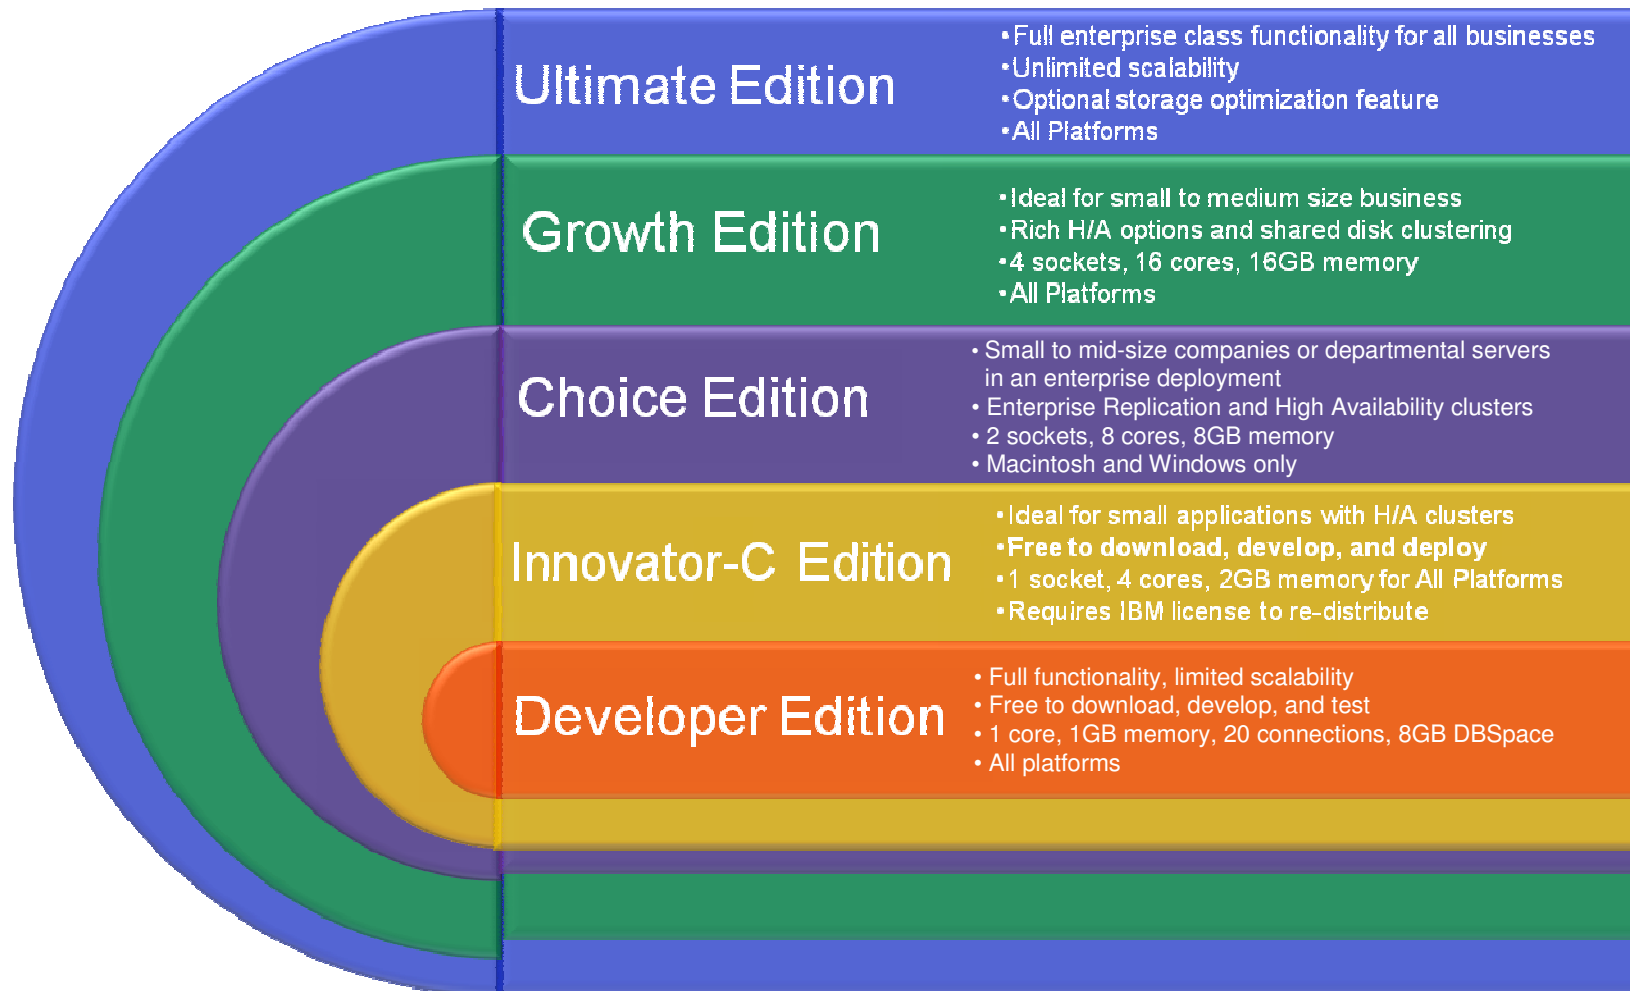 Ultimate Edition
•Full enterprise class functionality for all businesses
•Unlimited scalability
•Optional storage optimization feature
•All Platforms
Growth Edition
•Ideal for small to medium size business
•Rich H/A options and shared disk clustering
•4 sockets, 16 cores, 16GB memory
•All Platforms
Choice Edition
• Small to mid-size companies or departmental servers
in an enterprise deployment
• Enterprise Replication and High Availability clusters
• 2 sockets, 8 cores, 8GB memory
• Macintosh and Windows only
Innovator-C Edition
•Ideal for small applications with H/A clusters
•Free to download, develop, and deploy
•1 socket, 4 cores, 2GB memory for All Platforms
•Requires IBM license to re-distribute
Developer Edition
• Full functionality, limited scalability
• Free to download, develop, and test
• 1 core, 1GB memory, 20 connections, 8GB DBSpace
• All platforms